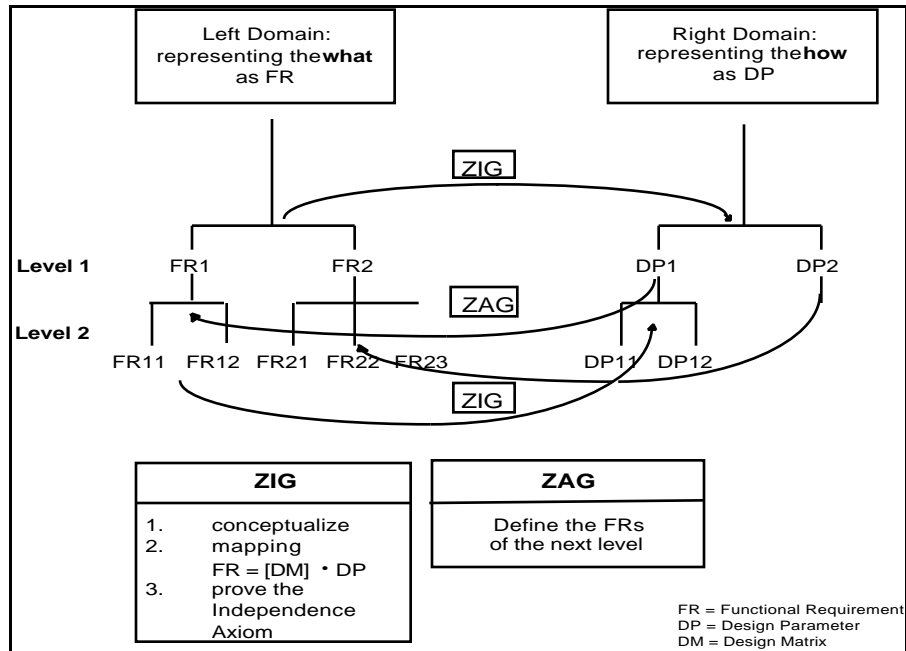 Left Domain:
representing the what
as FR
Right Domain:
representing the how
as DP
ZIG
Level 1
FR1
FR2
DP1
DP2
ZAG
Level 2
FR11 FR12 FR21 FR22 FR23
DP11 DP12
ZIG
ZIG
1. conceptualize
2. mapping
FR = [DM] · DP
3. prove the
Independence
Axiom
ZAG
Define the FRs
of the next level
FR = Functional Requirement
DP = Design Parameter
DM = Design Matrix